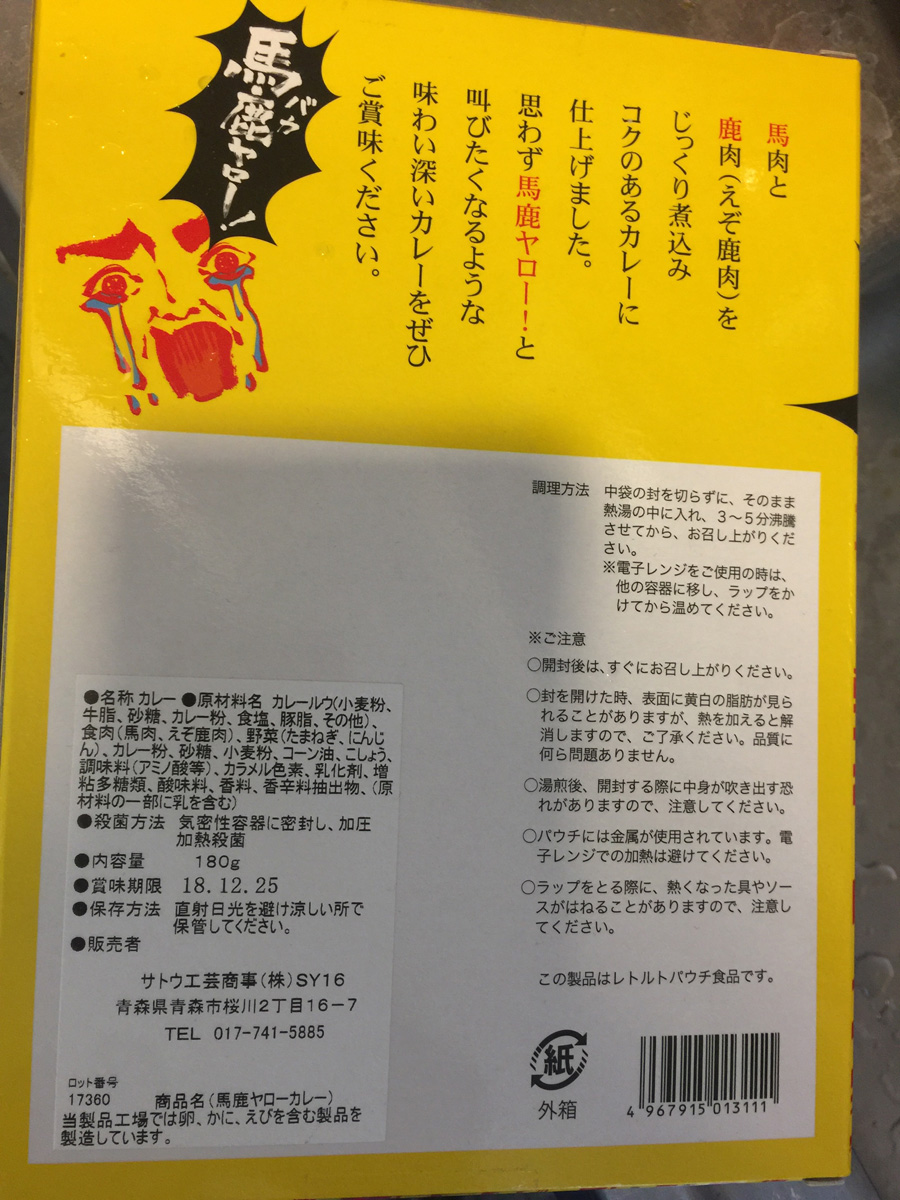 馬鹿ヤロー!
バカ
馬肉と
鹿肉(えぞ鹿肉)を
じっくり煮込み
コクのあるカレーに
仕上げました。
思わず馬鹿ヤロー!と
叫びたくなるような
味わい深いカレーをぜひ
ご賞味ください。
調理方法 中袋の封を切らずに、そのまま
熱湯の中に入れ、3〜5分沸騰
させてから、お召し上がりくだ
さい。
※電子レンジをご使用の時は、
他の容器に移し、ラップをか
けてから温めてください。
※ご注意
○開封後は、すぐにお召し上がりください。
○封を開けた時、表面に黄白の脂肪が見ら
れることがありますが、熱を加えると解
消しますので、ご了承ください。品質に
何ら問題ありません。
○湯煎後、開封する際に中身が吹き出す恐
れがありますので、注意してください。
○パウチには金属が使用されています。電
子レンジでの加熱は避けてください。
○ラップをとる際に、熱くなった具やソー
スがはねることがありますので、注意し
てください。
この製品はレトルトパウチ食品です。
紙
外箱
4 967915 013111
●名称 カレー ●原材料名 カレールウ(小麦粉、
牛脂、砂糖、カレー粉、食塩、豚脂、その他)、
食肉(馬肉、えぞ鹿肉)、野菜(たまねぎ、にんじ
ん)、カレー粉、砂糖、小麦粉、コーン油、こしょう、
調味料(アミノ酸等)、カラメル色素、乳化剤、増
粘多糖類、酸味料、香料、香辛料抽出物、(原
材料の一部に乳を含む)
●殺菌方法 気密性容器に密封し、加圧
加熱殺菌
●内容量 180g
●賞味期限 18.12.25
●保存方法 直射日光を避け涼しい所で
保管してください。
●販売者
サトウ工芸商事(株)SY16
青森県青森市桜川2丁目16-7
TEL 017-741-5885
ロット番号
17360 商品名(馬鹿ヤローカレー)
当製品工場では卵、かに、えびを含む製品を
製造しています。